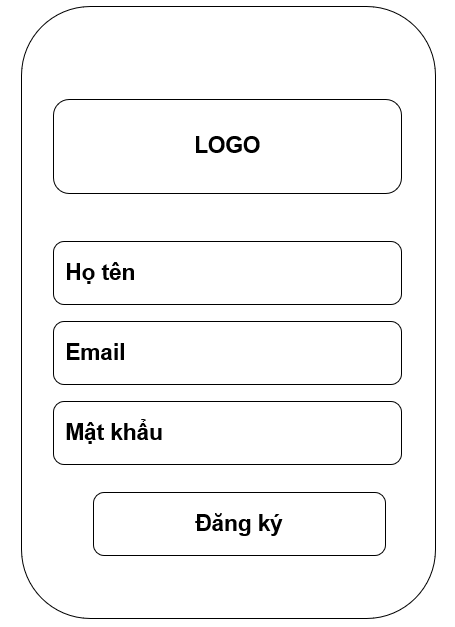 LOGO
Họ tên
Email
Mật khẩu
Đăng ký